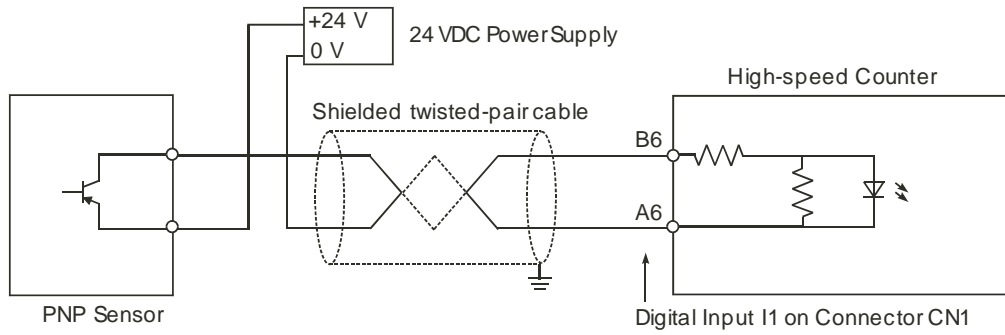 +24 V
0 V
24 VDC Power Supply
High-speed Counter
Shielded twisted-pair cable
B6
A6
PNP Sensor
Digital Input I1 on Connector CN1